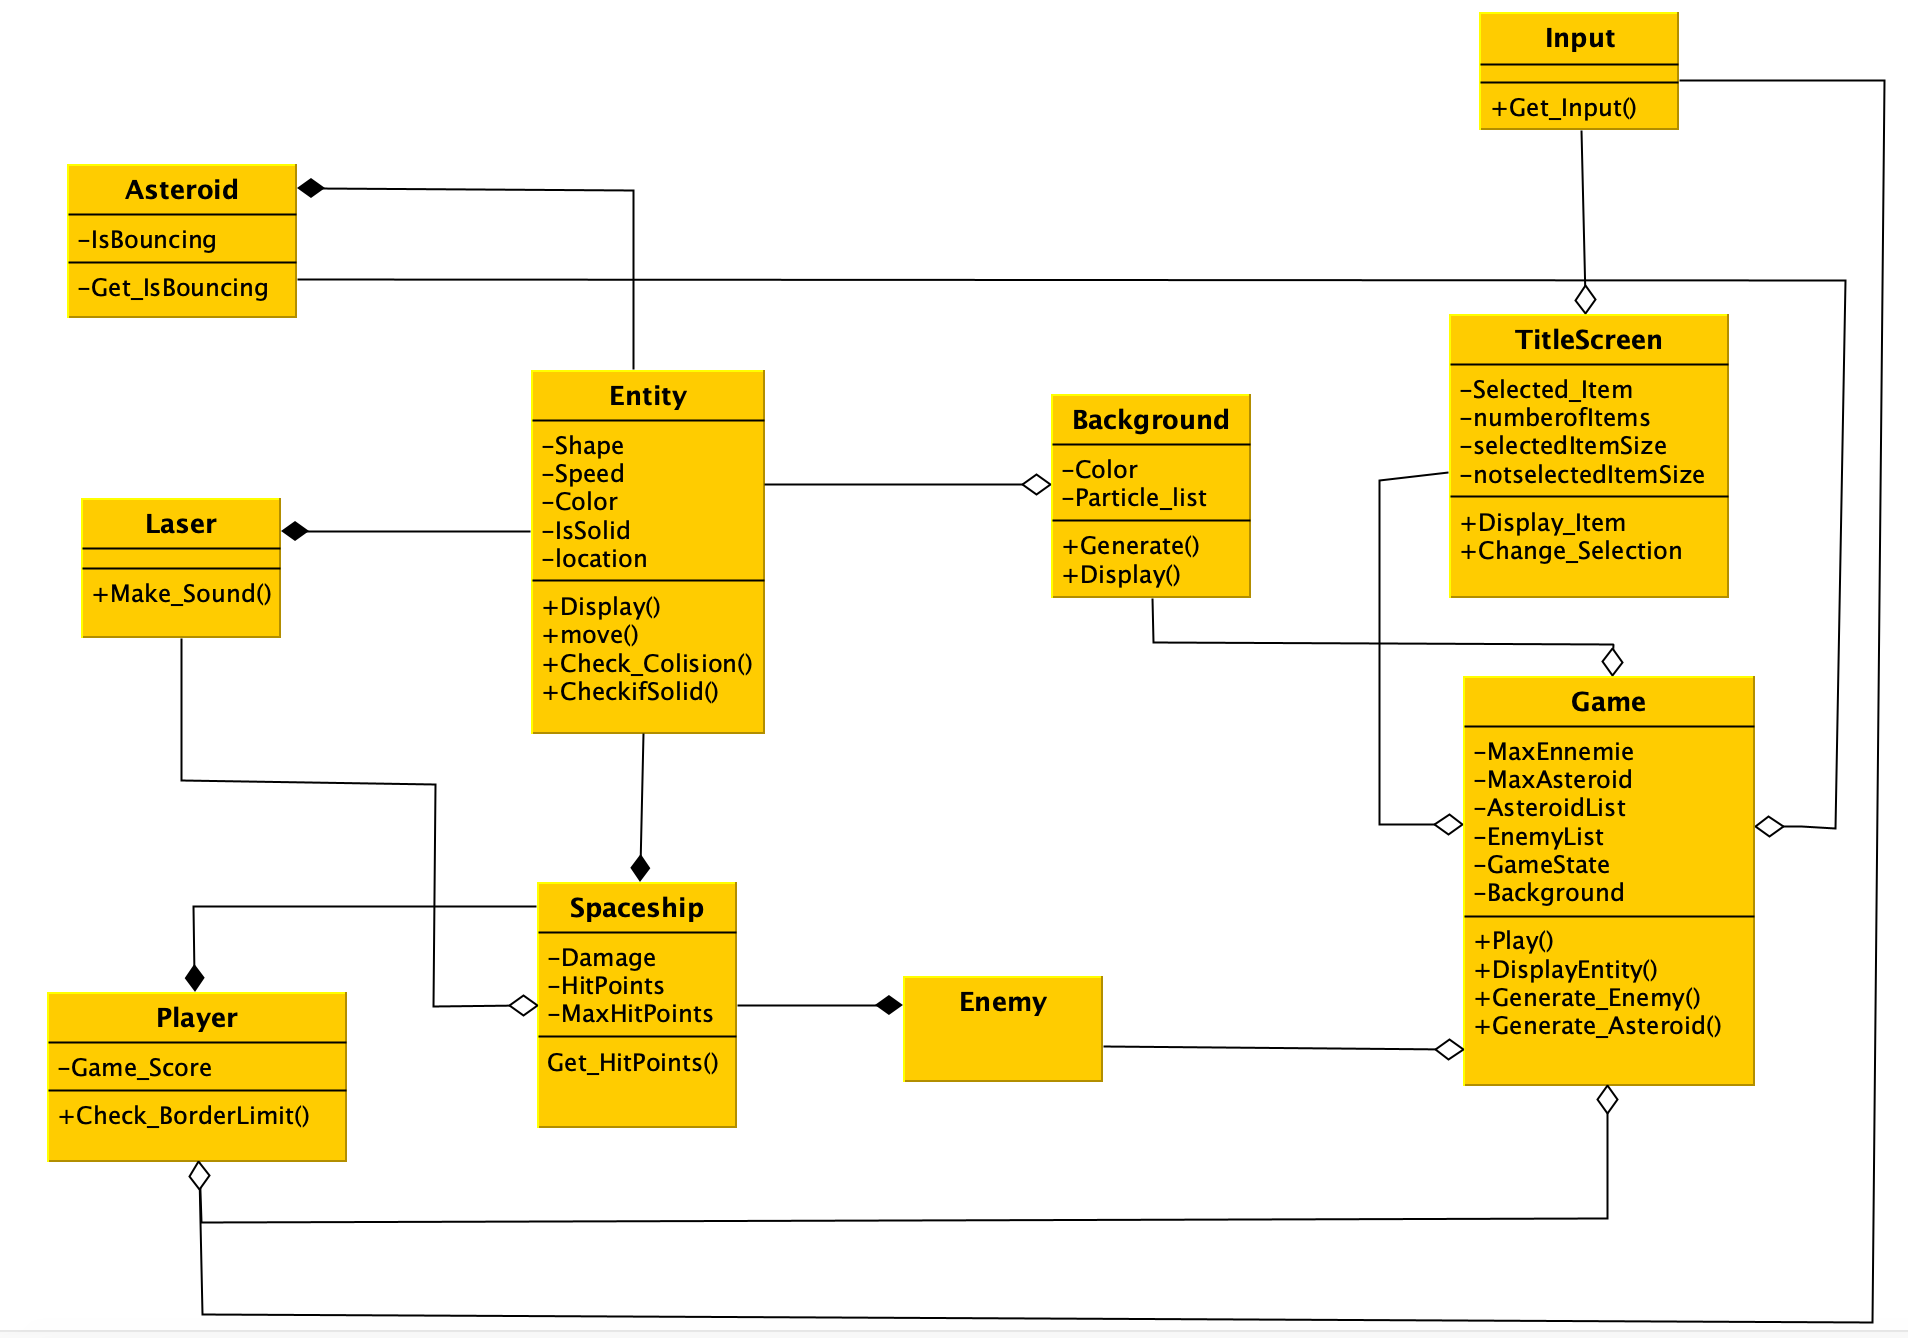 Input
+Get_Input()
Asteroid
-IsBouncing
-Get_IsBouncing
TitleScreen
-Selected_Item
-numberofItems
-selectedItemSize
-notselectedItemSize
+Display_Item
+Change_Selection
Entity
-Shape
-Speed
-Color
-IsSolid
-location
+Display()
+move()
+Check_Colision()
+CheckifSolid()
Background
-Color
-Particle_list
+Generate()
+Display()
Laser
+Make_Sound()
Game
-MaxEnnemie
-MaxAsteroid
-AsteroidList
-EnemyList
-GameState
-Background
+Play()
+DisplayEntity()
+Generate_Enemy()
+Generate_Asteroid()
Spaceship
-Damage
-HitPoints
-MaxHitPoints
Get_HitPoints()
Enemy
Player
-Game_Score
+Check_BorderLimit()